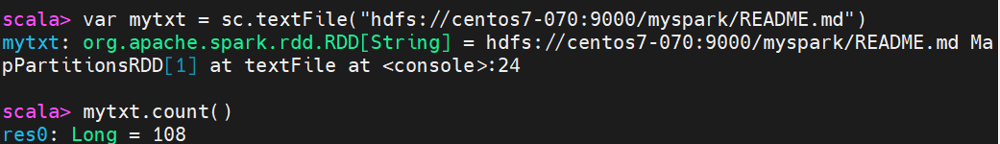 scala> var mytxt = sc.textFile("hdfs://centos7-070:9000/myspark/README.md")
mytxt: org.apache.spark.rdd.RDD[String] = hdfs://centos7-070:9000/myspark/README.md Ma
pPartitionsRDD[1] at textFile at <console>:24
scala> mytxt.count()
res0: Long = 108